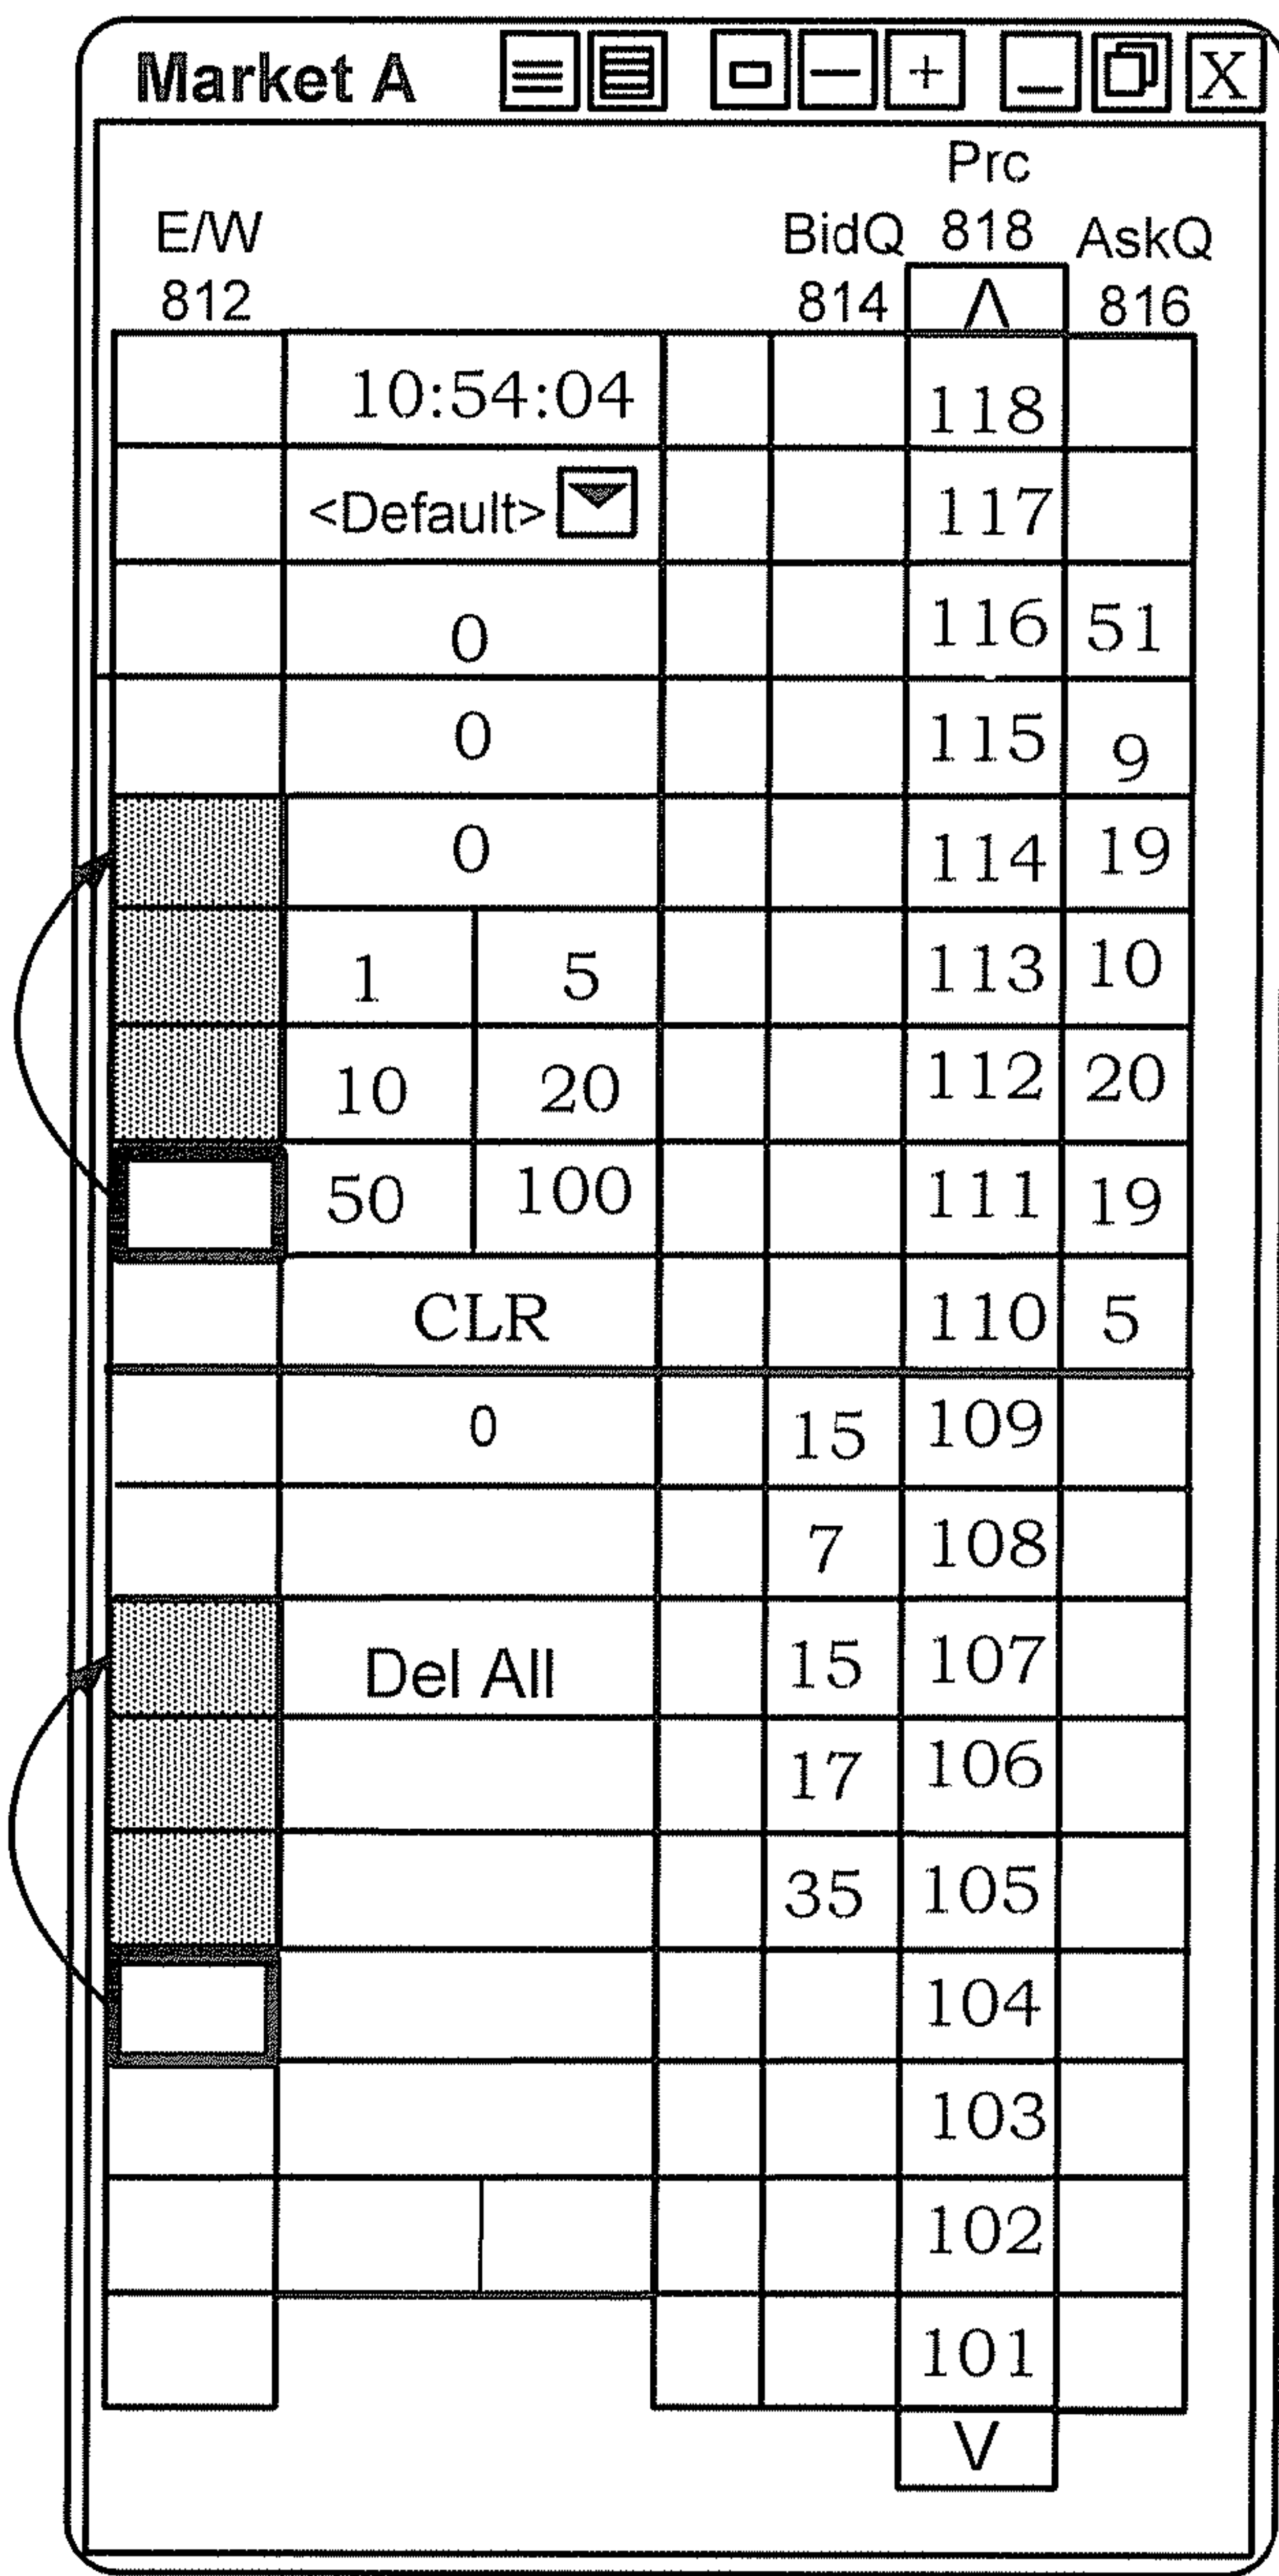 Market A X
Prc
E/W BidQ 818 AskQ
812 814 Λ 816
10:54:04 118
<Default> 117
0 116 51
0 115 9
0 114 19
1 5 113 10
10 20 112 20
50 100 111 19
CLR 110 5
0 15 109
7 108
Del All 15 107
17 106
35 105
104
103
102
101
V